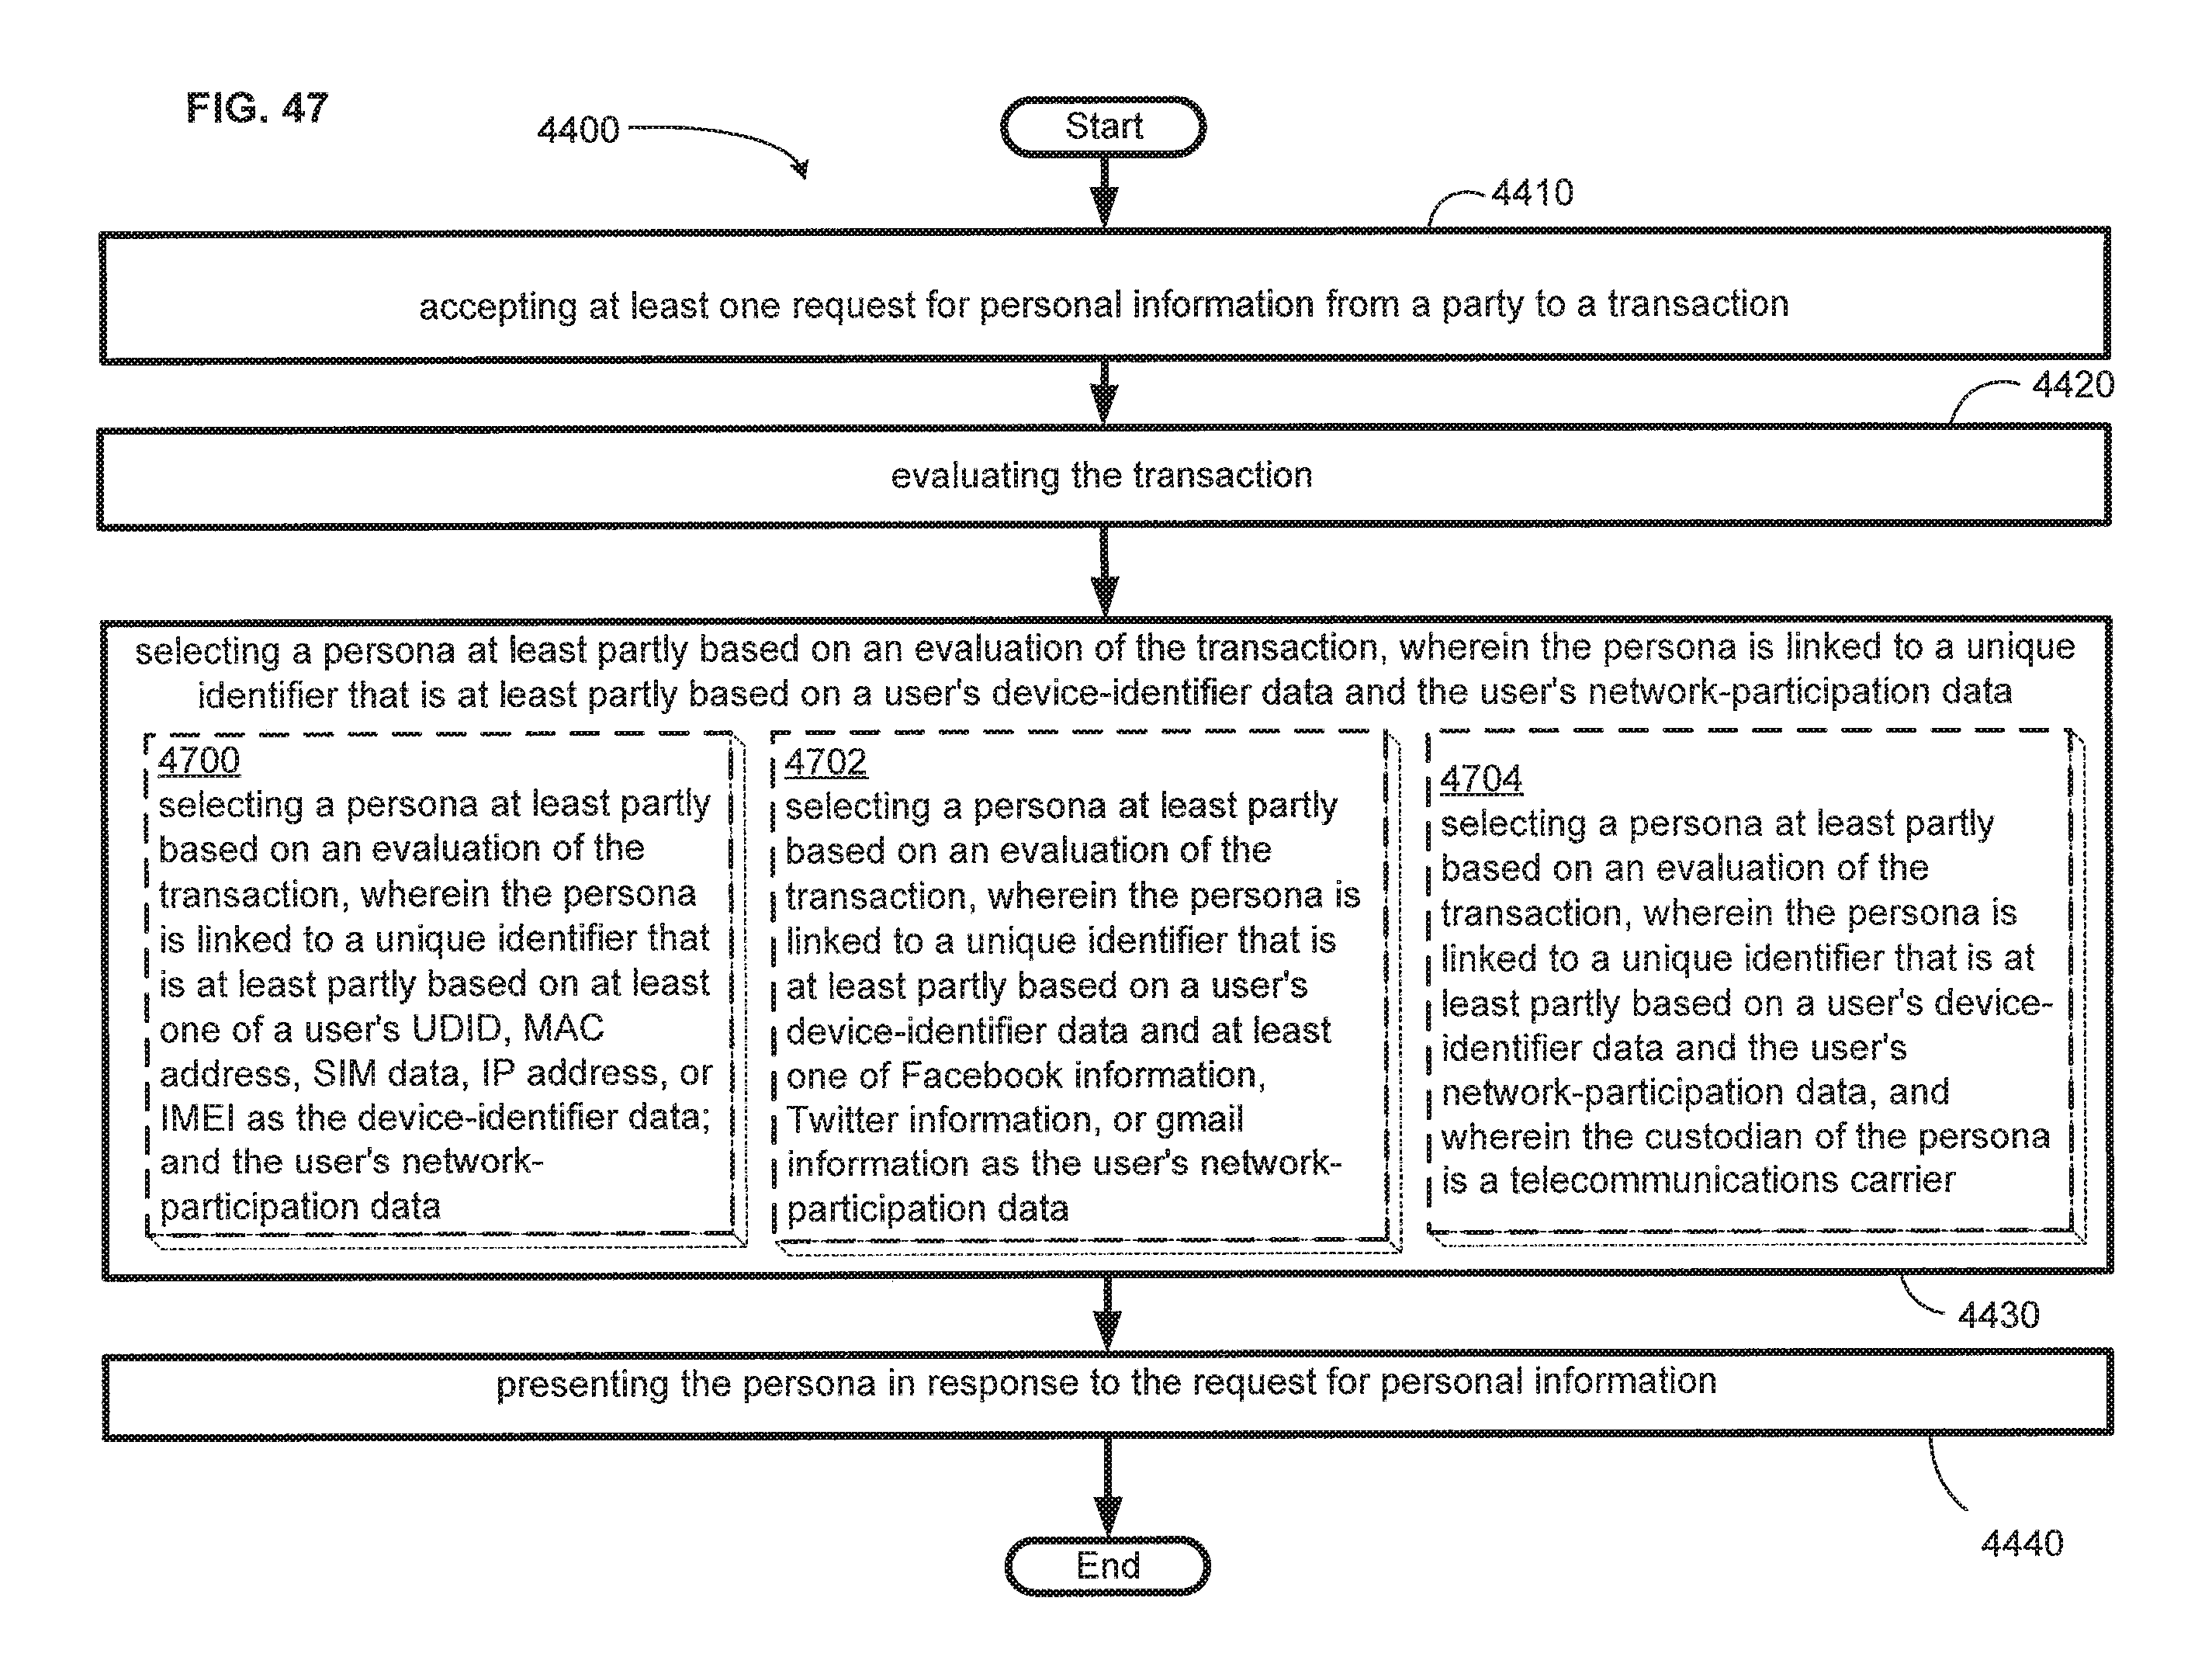 FIG. 47
4400
Start
4410
accepting at least one request for personal information from a party to a transaction
4420
evaluating the transaction
selecting a persona at least partly based on an evaluation of the transaction, wherein the persona is linked to a unique
identifier that is at least partly based on a user's device-identifier data and the user's network-participation data
4700
selecting a persona at least partly
based on an evaluation of the
transaction, wherein the persona
is linked to a unique identifier that
is at least partly based on at least
one of a user's UDID, MAC
address, SIM data, IP address, or
IMEI as the device-identifier data;
and the user's network-
participation data
4702
selecting a persona at least partly
based on an evaluation of the
transaction, wherein the persona is
linked to a unique identifier that is
at least partly based on a user's
device-identifier data and at least
one of Facebook information,
Twitter information, or gmail
information as the user's network-
participation data
4704
selecting a persona at least partly
based on an evaluation of the
transaction, wherein the persona is
linked to a unique identifier that is at
least partly based on a user's device-
identifier data and the user's
network-participation data, and
wherein the custodian of the persona
is a telecommunications carrier
4430
presenting the persona in response to the request for personal information
4440
End